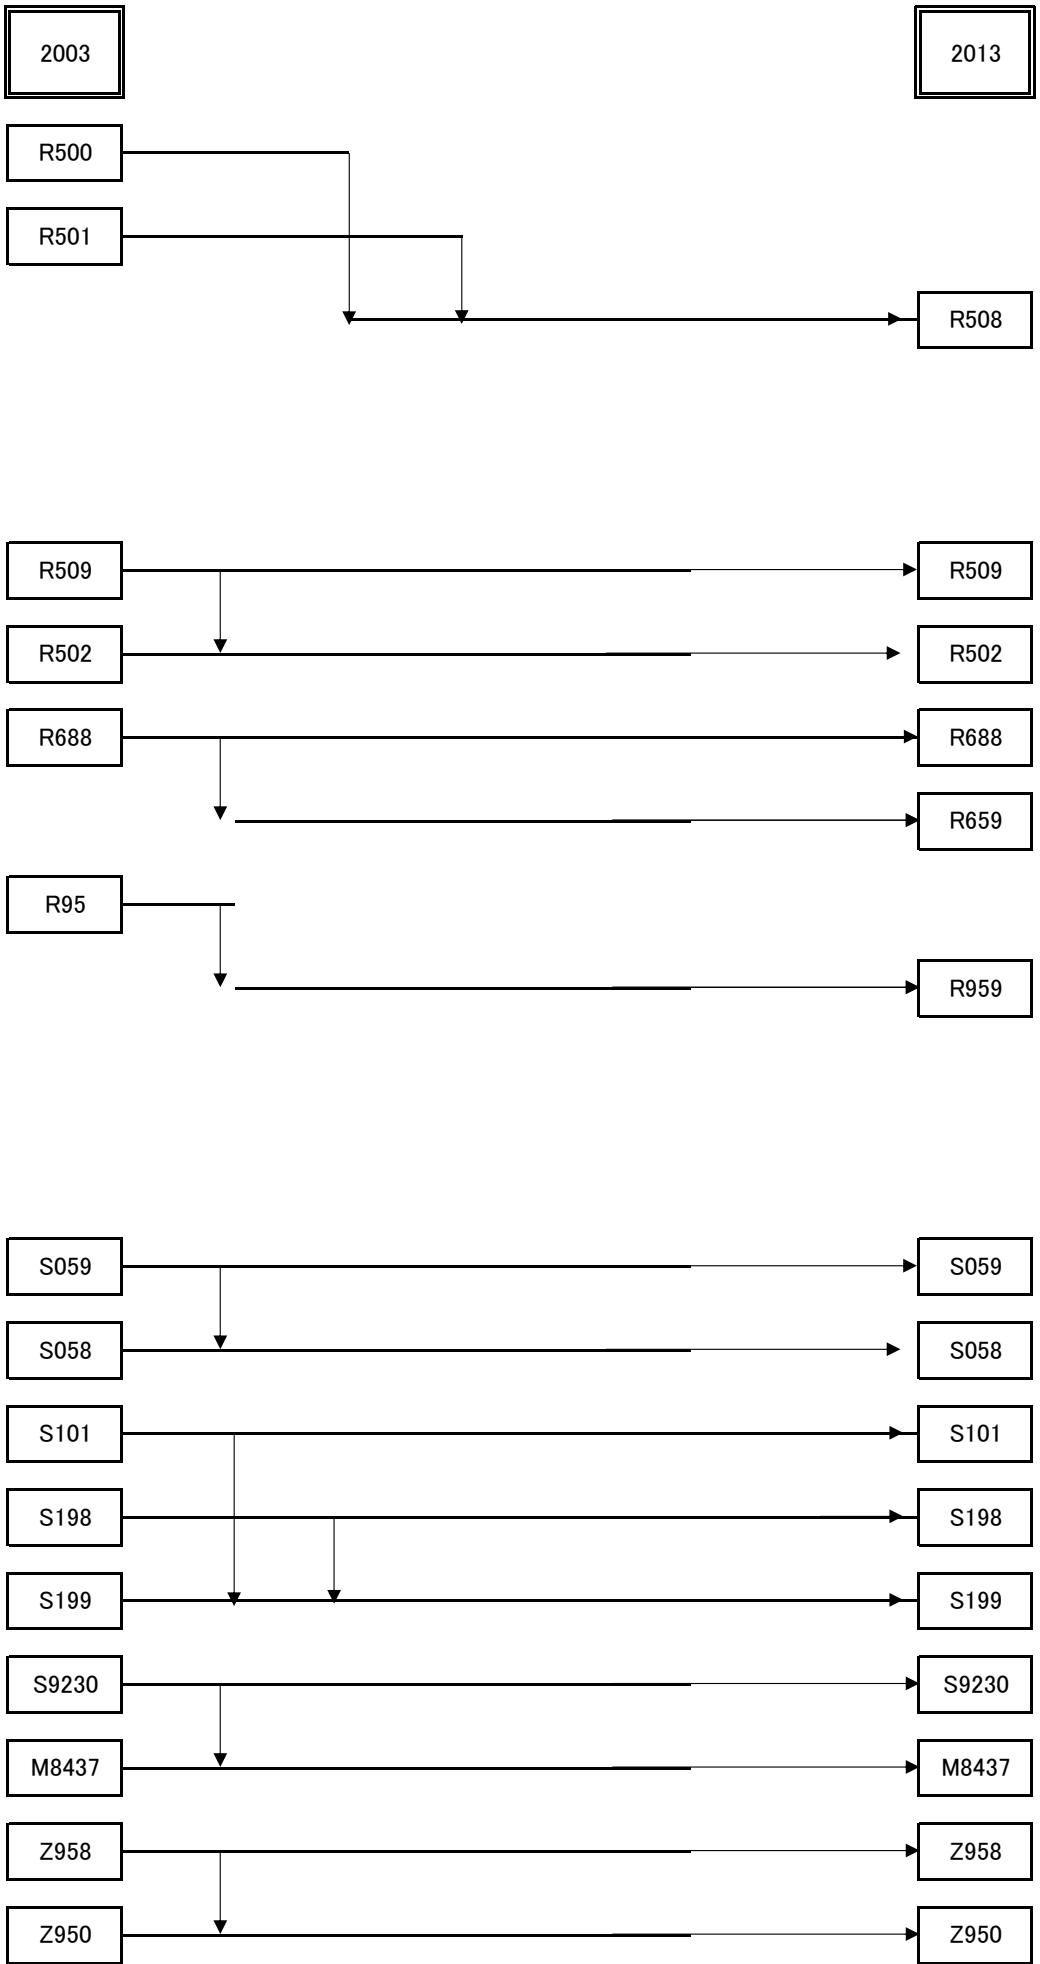 2003 2013
R500
R501
R508
R509 R509
R502 R502
R688 R688
R659
R95
R959
S059 S059
S058 S058
S101 S101
S198 S198
S199 S199
S9230 S9230
M8437 M8437
Z958 Z958
Z950 Z950